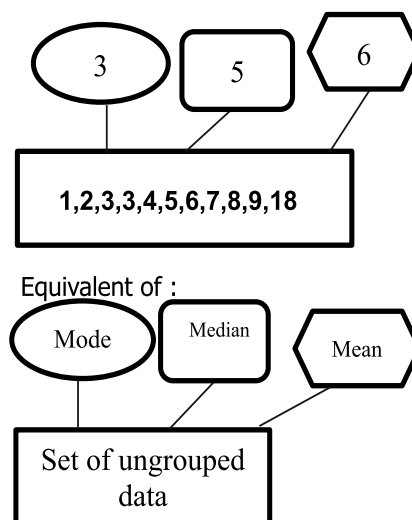 3
5
6
1,2,3,3,4,5,6,7,8,9,18
Equivalent of :
Mode
Median
Mean
Set of ungrouped
data